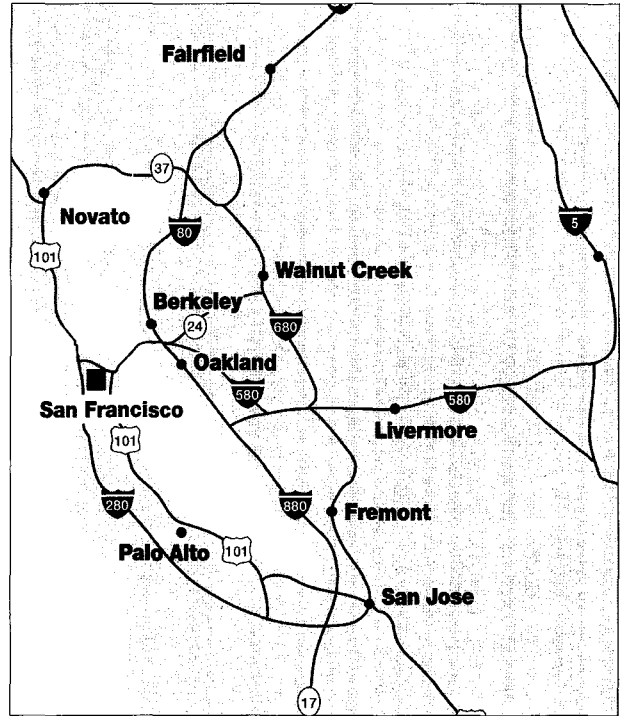 Fairfield
37
Novato
80
5
101
Walnut Creek
Berkeley
24
680
Oakland
San Francisco
580
580
Livermore
101
280
880
Fremont
Palo Alto
101
San Jose
17